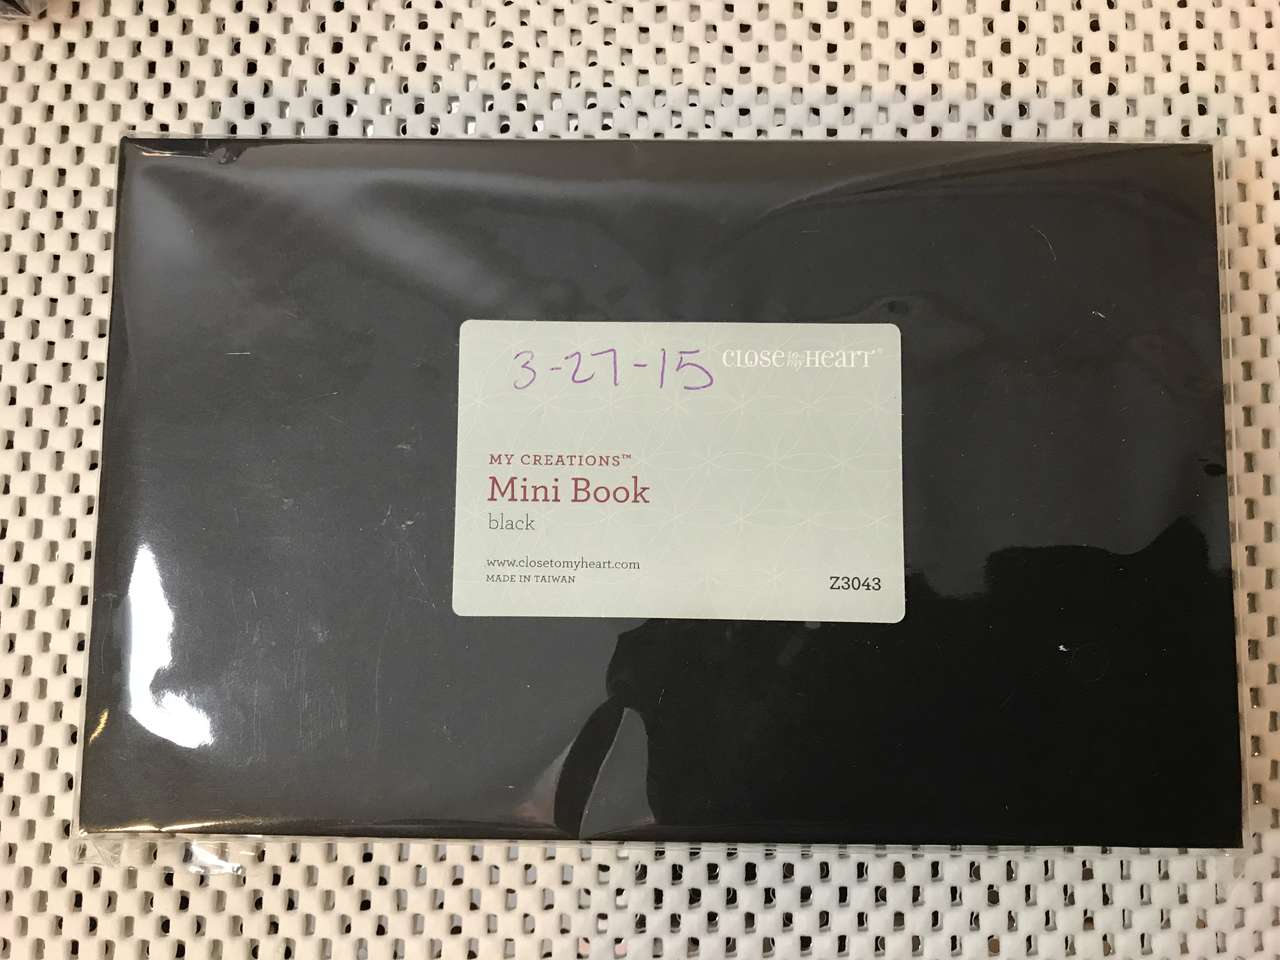 3-27-15 CLOSE to my HEART®
MY CREATIONS™
Mini Book
black
www.closetomyheart.com
MADE IN TAIWAN
Z3043